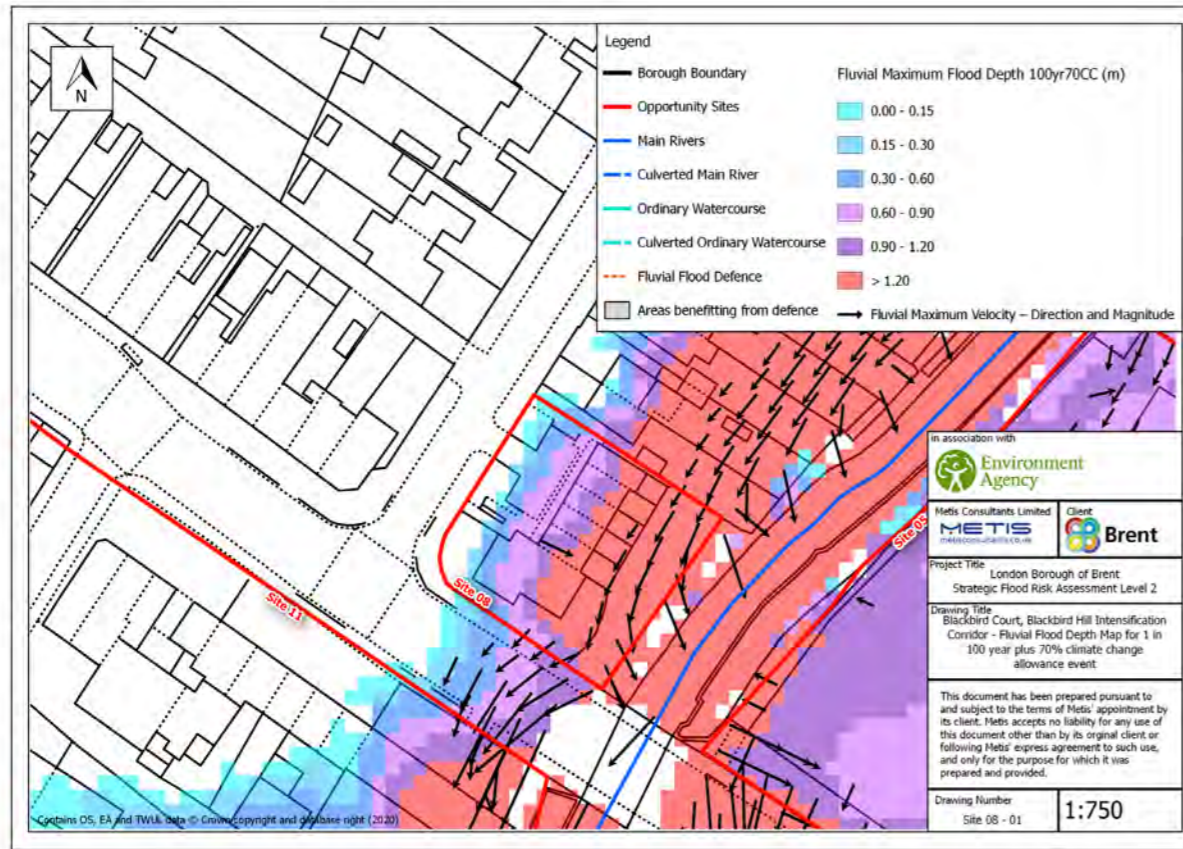 Legend
Borough Boundary
Opportunity Sites
Main Rivers
Culverted Main River
Ordinary Watercourse
Culverted Ordinary Watercourse
Fluvial Flood Defence
Areas benefitting from defence
Fluvial Maximum Flood Depth 100yr70CC (m)
0.00 - 0.15
0.15 - 0.30
0.30 - 0.60
0.60 - 0.90
0.90 - 1.20
> 1.20
Fluvial Maximum Velocity – Direction and Magnitude
N
Site 11
Site 08
Site 05
in association with
Environment
Agency
Metis Consultants Limited
METIS
metisconsultants.co.uk
Client
Brent
Project Title
London Borough of Brent
Strategic Flood Risk Assessment Level 2
Drawing Title
Blackbird Court, Blackbird Hill Intensification
Corridor - Fluvial Flood Depth Map for 1 in
100 year plus 70% climate change
allowance event
This document has been prepared pursuant to
and subject to the terms of Metis' appointment by
its client. Metis accepts no liability for any use of
this document other than by its orginal client or
following Metis' express agreement to such use,
and only for the purpose for which it was
prepared and provided.
Drawing Number
Site 08 - 01
1:750
Contains OS, EA and TWUL data © Crown copyright and database right (2020)